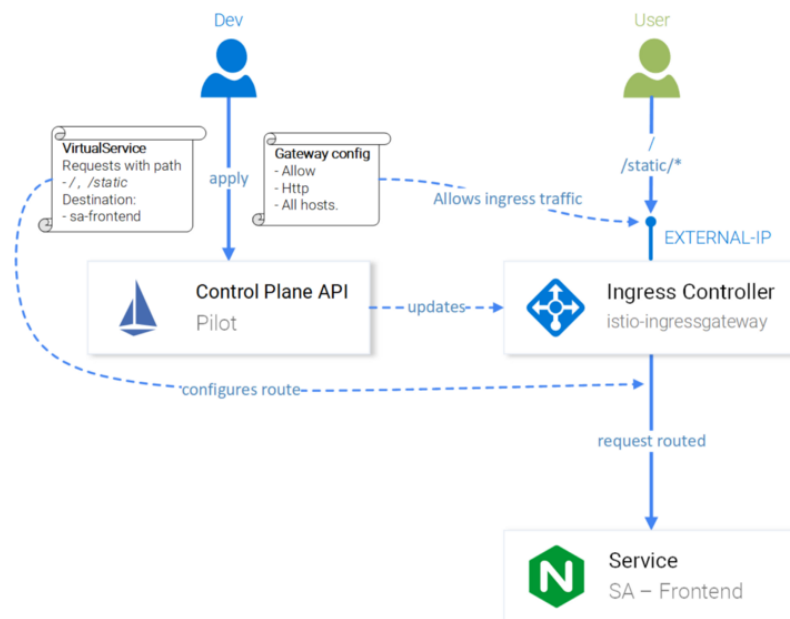 Dev
User
VirtualService
Requests with path
- /, /static
Destination:
- sa-frontend
Gateway config
- Allow
- Http
- All hosts.
apply
/
/static/*
Allows ingress traffic
EXTERNAL-IP
Control Plane API
Pilot
updates
Ingress Controller
istio-ingressgateway
configures route
request routed
N
Service
SA – Frontend